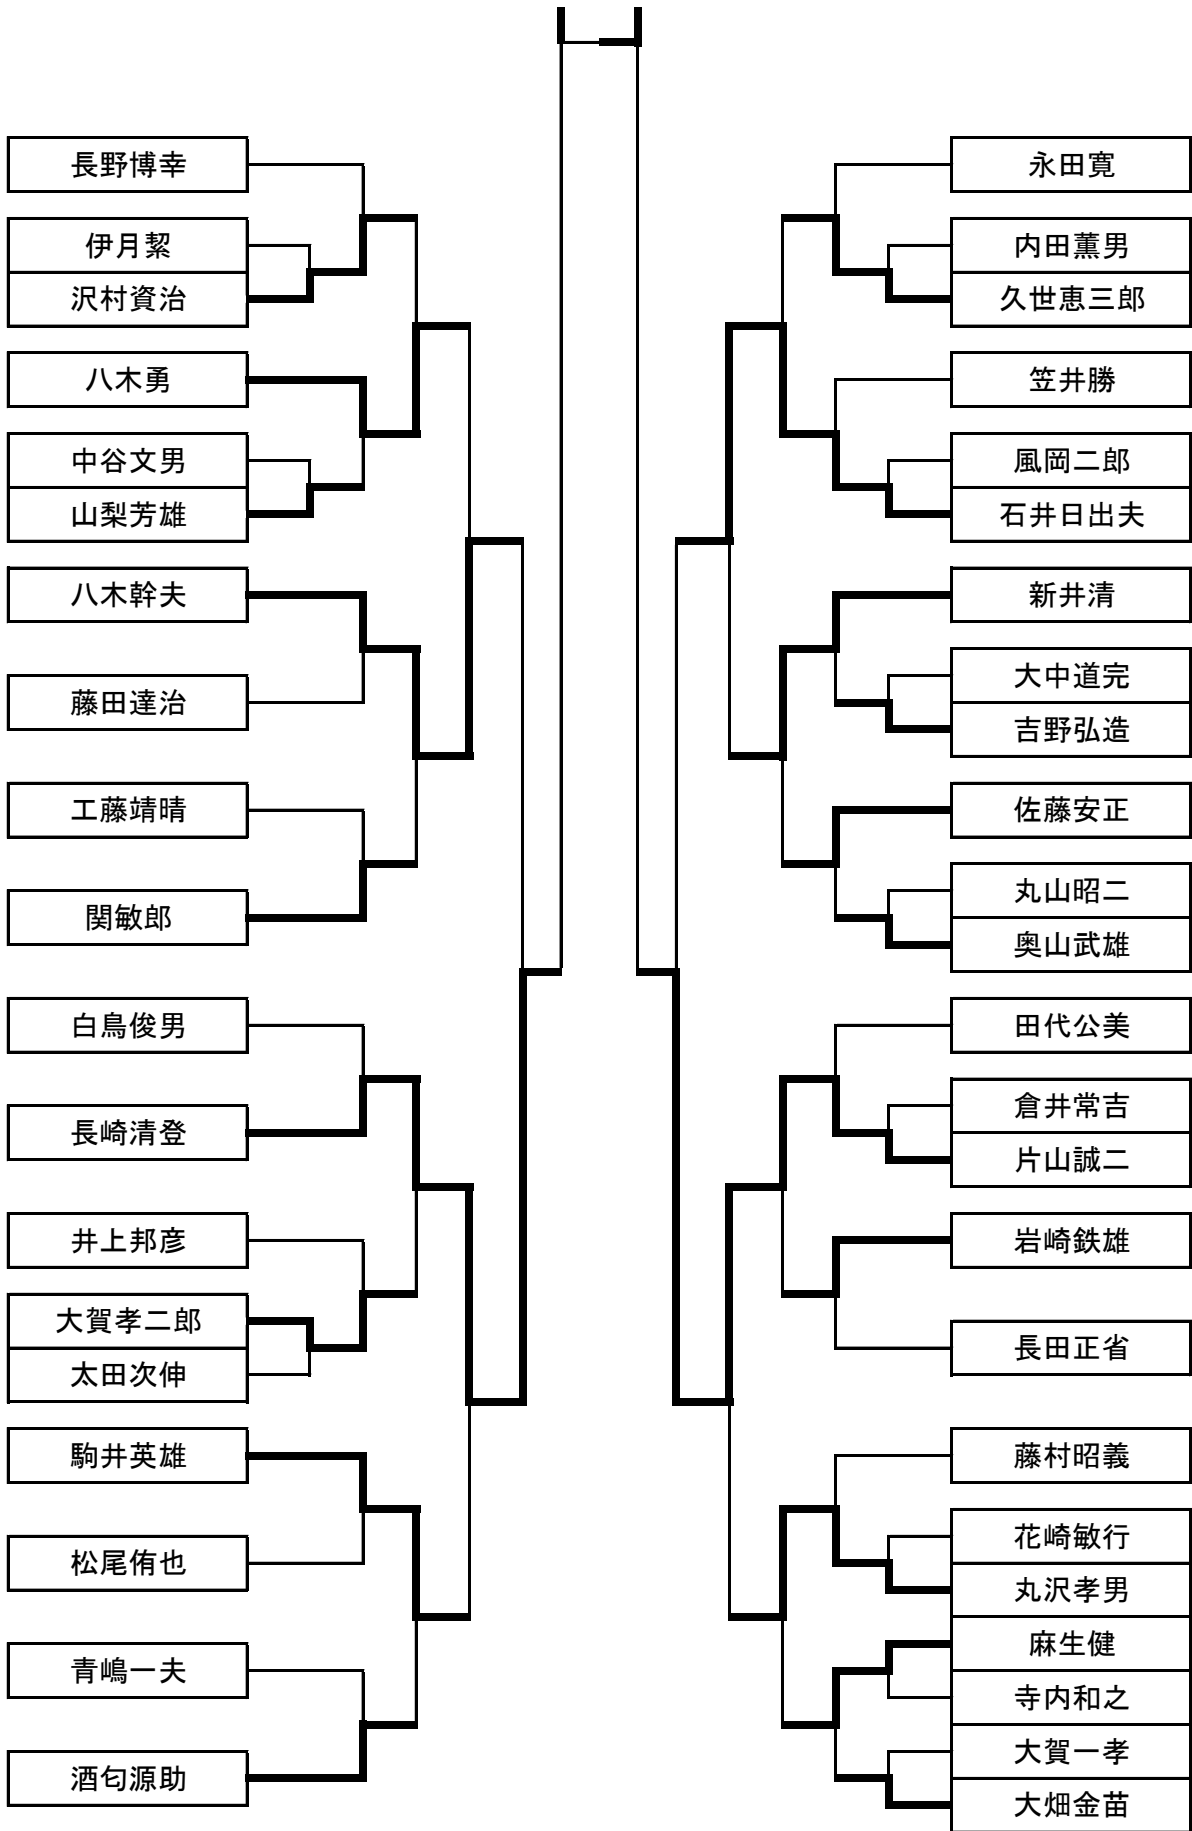 長野博幸
伊月絜
沢村資治
八木勇
中谷文男
山梨芳雄
八木幹夫
藤田達治
工藤靖晴
関敏郎
白鳥俊男
長崎清登
井上邦彦
大賀孝二郎
太田次伸
駒井英雄
松尾侑也
青嶋一夫
酒匂源助
永田寛
内田薫男
久世恵三郎
笠井勝
風岡二郎
石井日出夫
新井清
大中道完
吉野弘造
佐藤安正
丸山昭二
奥山武雄
田代公美
倉井常吉
片山誠二
岩崎鉄雄
長田正省
藤村昭義
花崎敏行
丸沢孝男
麻生健
寺内和之
大賀一孝
大畑金苗